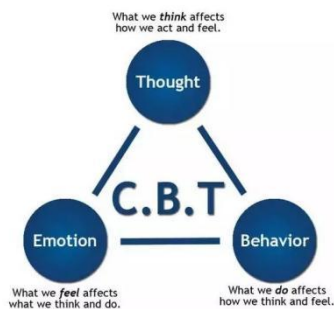 What we think affects
how we act and feel.
Thought
C.B.T
Emotion
Behavior
What we feel affects
what we think and do.
What we do affects
how we think and feel.